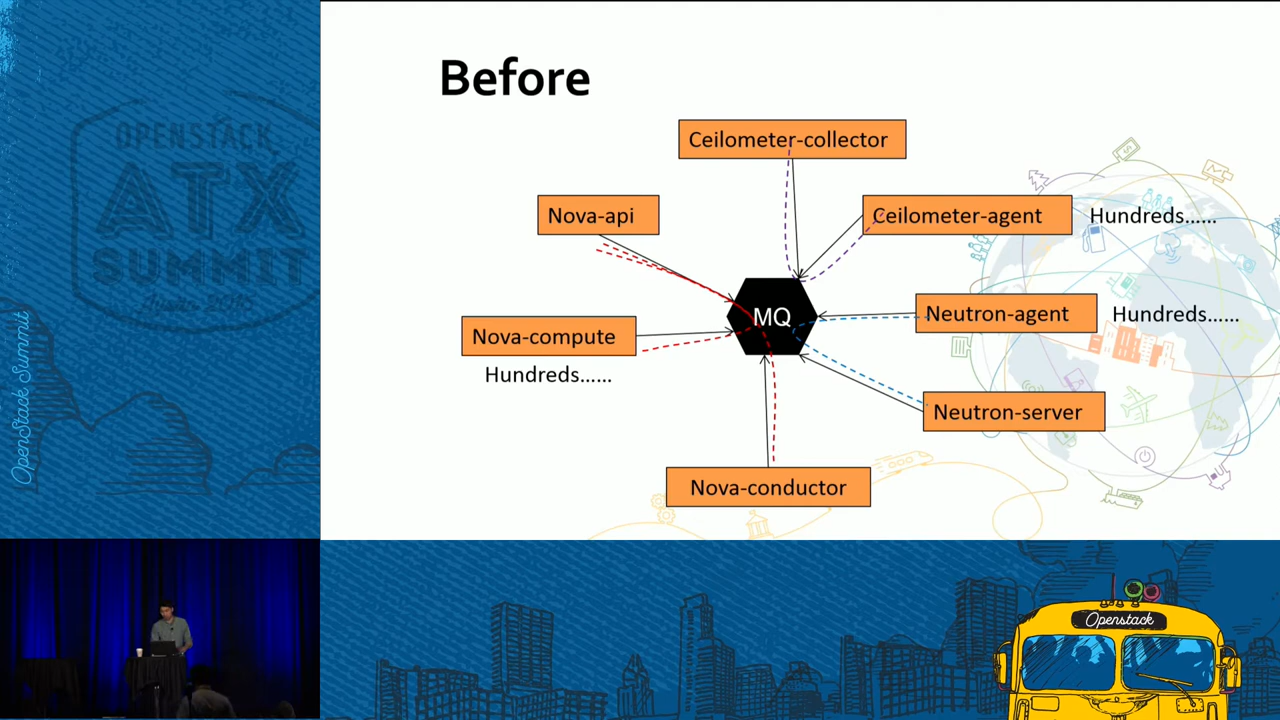 OPENSTACK
ATX
SUMMIT
OpenStack Summit
Before
Ceilometer-collector
Nova-api
Ceilometer-agent
Hundreds......
MQ
Neutron-agent
Hundreds......
Nova-compute
Hundreds......
Neutron-server
Nova-conductor
Openstack